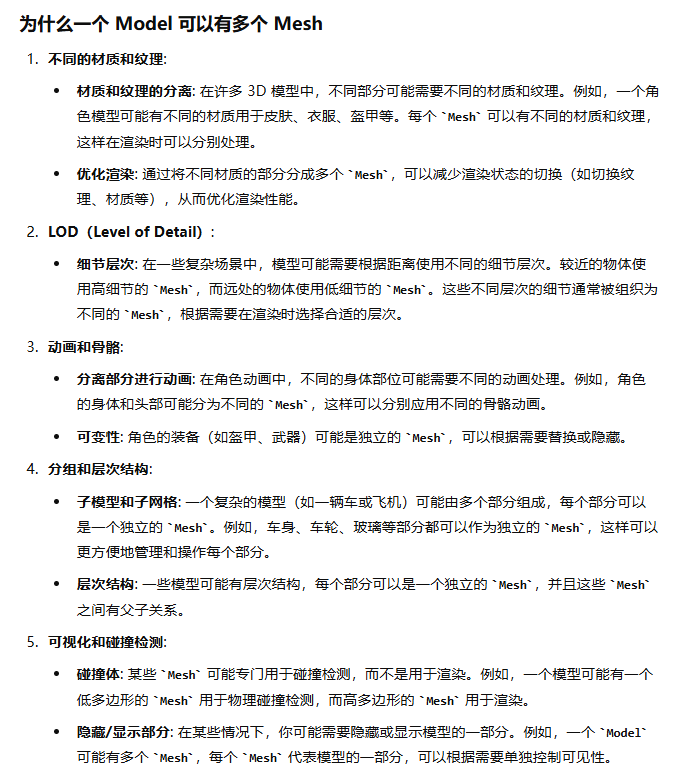 为什么一个 Model 可以有多个 Mesh
1. 不同的材质和纹理:
• 材质和纹理的分离: 在许多 3D 模型中，不同部分可能需要不同的材质和纹理。例如，一个角
色模型可能有不同的材质用于皮肤、衣服、盔甲等。每个 `Mesh` 可以有不同的材质和纹理，
这样在渲染时可以分别处理。
• 优化渲染: 通过将不同材质的部分分成多个 `Mesh`，可以减少渲染状态的切换（如切换纹
理、材质等），从而优化渲染性能。
2. LOD（Level of Detail）:
• 细节层次: 在一些复杂场景中，模型可能需要根据距离使用不同的细节层次。较近的物体使
用高细节的 `Mesh`，而远处的物体使用低细节的 `Mesh`。这些不同层次的细节通常被组织为
不同的 `Mesh`，根据需要在渲染时选择合适的层次。
3. 动画和骨骼:
• 分离部分进行动画: 在角色动画中，不同的身体部位可能需要不同的动画处理。例如，角色
的身体和头部可能分为不同的 `Mesh`，这样可以分别应用不同的骨骼动画。
• 可变性: 角色的装备（如盔甲、武器）可能是独立的 `Mesh`，可以根据需要替换或隐藏。
4. 分组和层次结构:
• 子模型和子网格: 一个复杂的模型（如一辆车或飞机）可能由多个部分组成，每个部分可以
是一个独立的 `Mesh`。例如，车身、车轮、玻璃等部分都可以作为独立的 `Mesh`，这样可以
更方便地管理和操作每个部分。
• 层次结构: 一些模型可能有层次结构，每个部分可以是一个独立的 `Mesh`，并且这些 `Mesh`
之间有父子关系。
5. 可视化和碰撞检测:
• 碰撞体: 某些 `Mesh` 可能专门用于碰撞检测，而不是用于渲染。例如，一个模型可能有一个
低多边形的 `Mesh` 用于物理碰撞检测，而高多边形的 `Mesh` 用于渲染。
• 隐藏/显示部分: 在某些情况下，你可能需要隐藏或显示模型的一部分。例如，一个 `Model`
可能有多个 `Mesh`，每个 `Mesh` 代表模型的一部分，可以根据需要单独控制可见性。